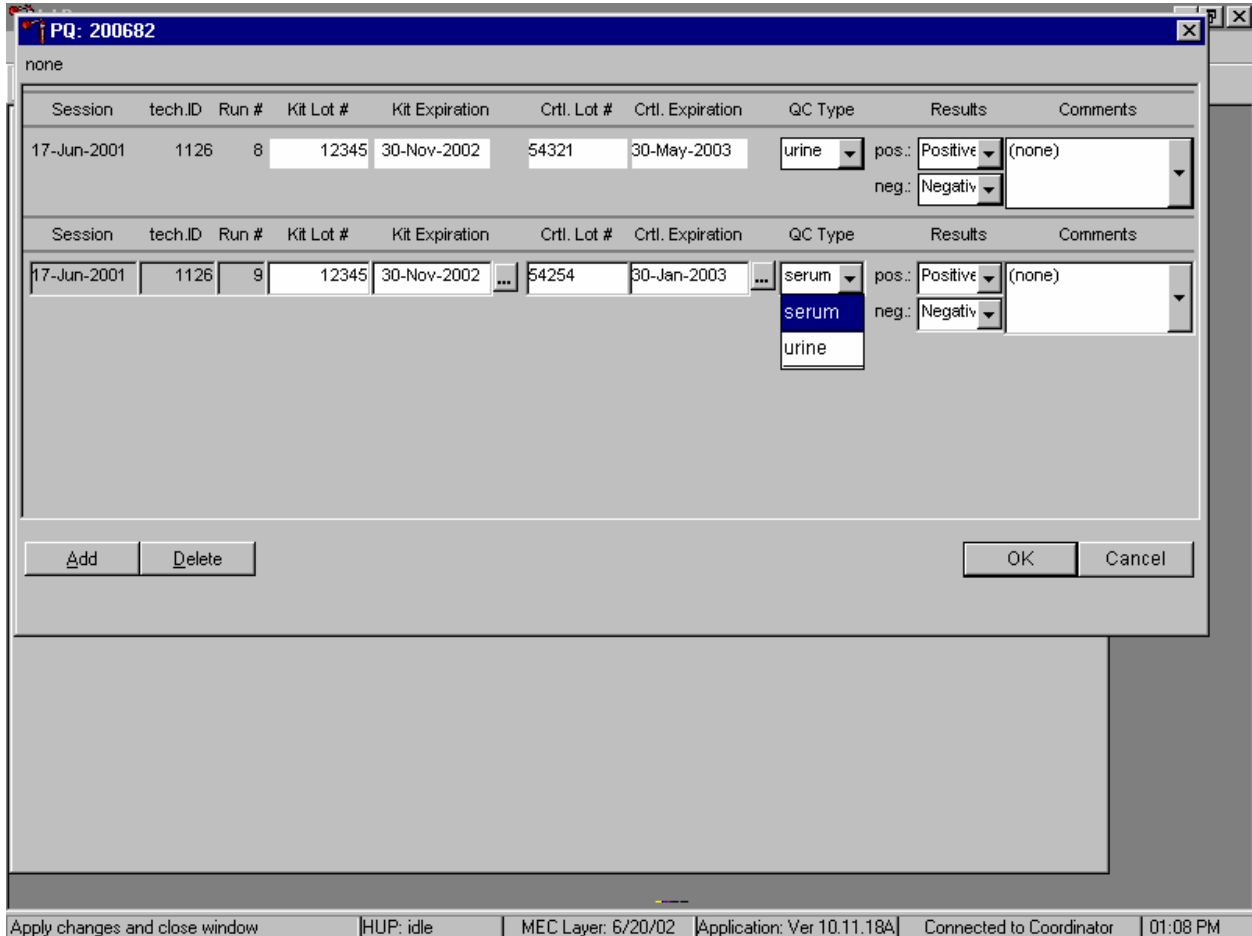 PQ: 200682
none
Session tech.ID Run # Kit Lot # Kit Expiration Crtl. Lot # Crtl. Expiration QC Type Results Comments
17-Jun-2001 1126 8 12345 30-Nov-2002 54321 30-May-2003 urine pos.: Positive (none)
neg.: Negativ
Session tech.ID Run # Kit Lot # Kit Expiration Crtl. Lot # Crtl. Expiration QC Type Results Comments
17-Jun-2001 1126 9 12345 30-Nov-2002 ... 54254 30-Jan-2003 ... serum pos.: Positive (none)
serum neg.: Negativ
urine
Add Delete OK Cancel
Apply changes and close window HUP: idle MEC Layer: 6/20/02 Application: Ver 10.11.18A Connected to Coordinator 01:08 PM